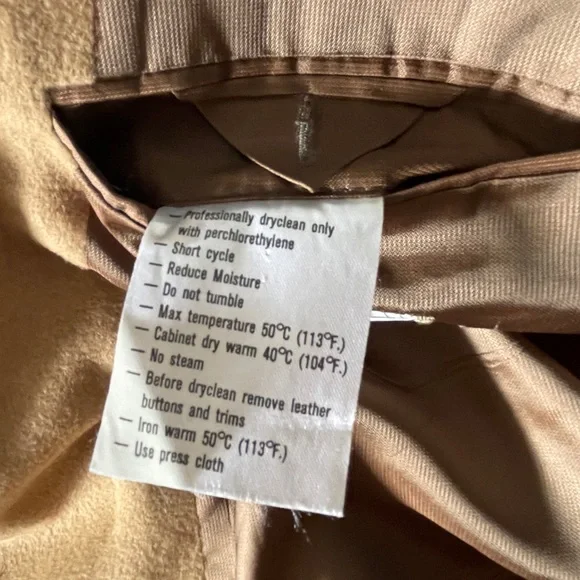 — Professionally dryclean only
with perchlorethylene
— Short cycle
— Reduce Moisture
— Do not tumble
— Max temperature 50°C (113°F.)
— Cabinet dry warm 40°C (104°F.)
— No steam
— Before dryclean remove leather
buttons and trims
— Iron warm 50°C (113°F.)
— Use press cloth